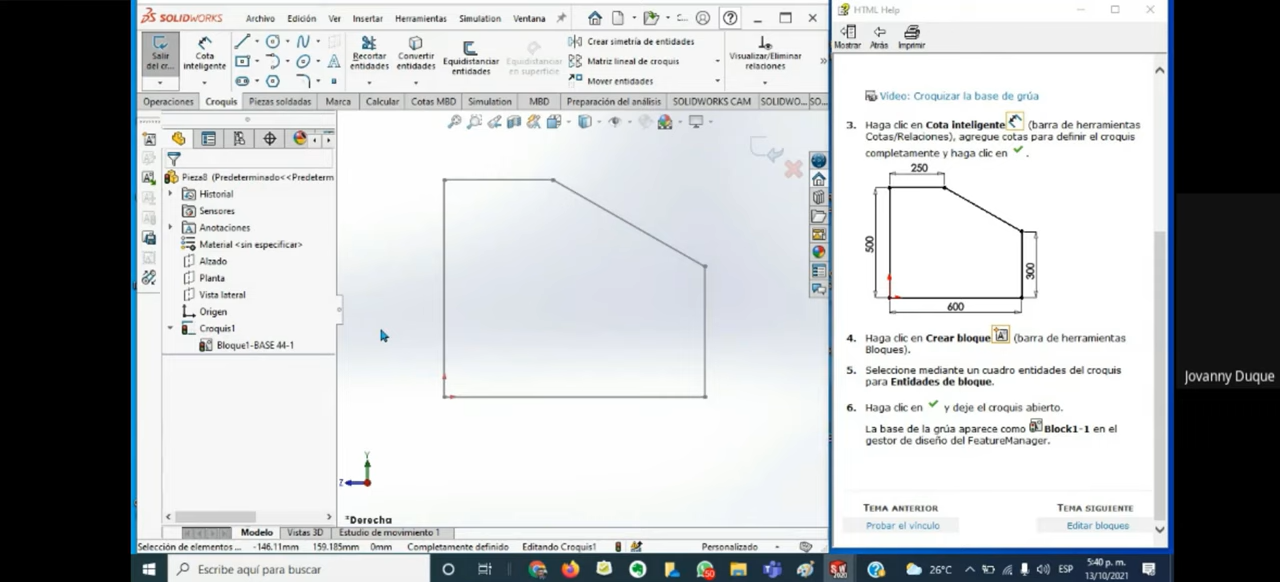 SOLIDWORKS
Archivo Edición Ver Insertar Herramientas Simulation Ventana
Salir del cr...
Cota inteligente
Recortar entidades
Convertir entidades
Equidistanciar entidades
Equidistanciar en superficie
Crear simetría de entidades
Matriz lineal de croquis
Mover entidades
Visualizar/Eliminar relaciones
Operaciones Croquis Piezas soldadas Marca Calcular Cotas MBD Simulation MBD Preparación del análisis SOLIDWORKS CAM SOLIDWO... SO...
Pieza8 (Predeterminado<<Predeterm
Historial
Sensores
Anotaciones
Material <sin especificar>
Alzado
Planta
Vista lateral
Origen
Croquis1
Bloque1-BASE 44-1
Y
Z
*Derecha
Modelo Vistas 3D Estudio de movimiento 1
Selección de elementos ... -146.11mm 159.185mm 0mm Completamente definido Editando Croquis1 Personalizado
HTML Help
Mostrar Atrás Imprimir
Vídeo: Croquizar la base de grúa
3. Haga clic en Cota inteligente (barra de herramientas
Cotas/Relaciones), agregue cotas para definir el croquis
completamente y haga clic en .
250
500
300
600
4. Haga clic en Crear bloque (barra de herramientas
Bloques).
5. Seleccione mediante un cuadro entidades del croquis
para Entidades de bloque.
6. Haga clic en y deje el croquis abierto.
La base de la grúa aparece como Block1-1 en el
gestor de diseño del FeatureManager.
TEMA ANTERIOR TEMA SIGUIENTE
Probar el vínculo Editar bloques
Jovanny Duque
Escribe aquí para buscar
26°C
ESP
5:40 p. m.
13/10/2021